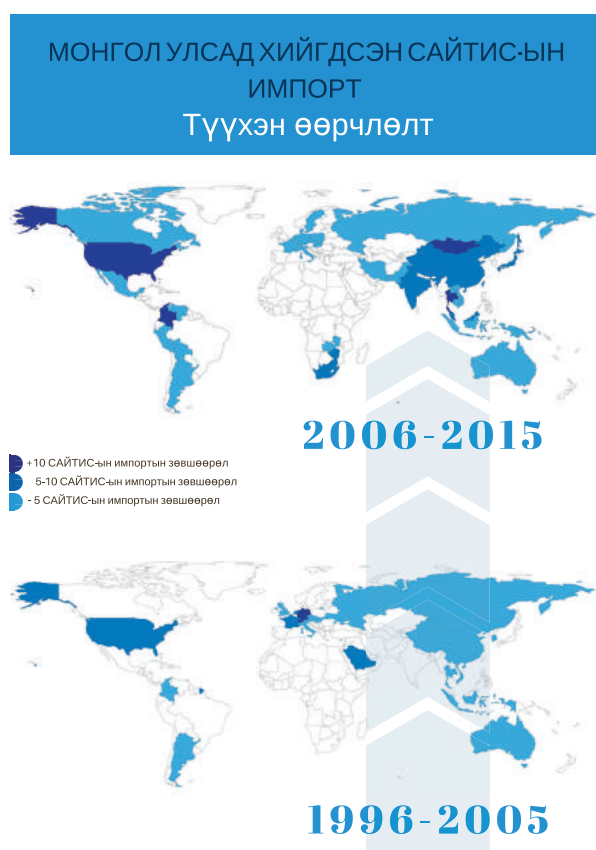 МОНГОЛ УЛСАД ХИЙГДСЭН САЙТИС-ЫН
ИМПОРТ
Түүхэн өөрчлөлт
2006-2015
+10 САЙТИС-ын импортын зөвшөөрөл
5-10 САЙТИС-ын импортын зөвшөөрөл
- 5 САЙТИС-ын импортын зөвшөөрөл
1996-2005